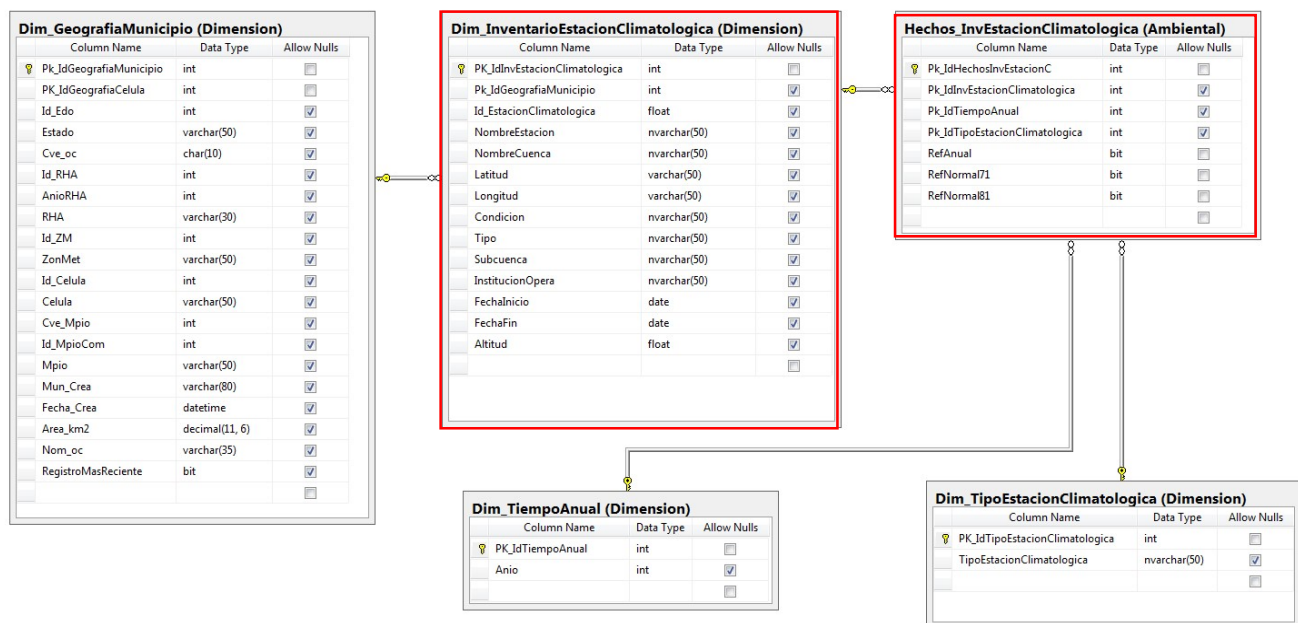 Dim_GeografiaMunicipio (Dimension)
Column Name Data Type Allow Nulls
Pk_IdGeografiaMunicipio int
PK_IdGeografiaCelula int
Id_Edo int
Estado varchar(50)
Cve_oc char(10)
Id_RHA int
AnioRHA int
RHA varchar(30)
Id_ZM int
ZonMet varchar(50)
Id_Celula int
Celula varchar(50)
Cve_Mpio int
Id_MpioCom int
Mpio varchar(50)
Mun_Crea varchar(80)
Fecha_Crea datetime
Area_km2 decimal(11, 6)
Nom_oc varchar(35)
RegistroMasReciente bit
Dim_InventarioEstacionClimatologica (Dimension)
Column Name Data Type Allow Nulls
PK_IdInvEstacionClimatologica int
Pk_IdGeografiaMunicipio int
Id_EstacionClimatologica float
NombreEstacion nvarchar(50)
NombreCuenca nvarchar(50)
Latitud varchar(50)
Longitud varchar(50)
Condicion nvarchar(50)
Tipo nvarchar(50)
Subcuenca nvarchar(50)
InstitucionOpera nvarchar(50)
FechaInicio date
FechaFin date
Altitud float
Hechos_InvEstacionClimatologica (Ambiental)
Column Name Data Type Allow Nulls
Pk_IdHechosInvEstacionC int
Pk_IdInvEstacionClimatologica int
Pk_IdTiempoAnual int
Pk_IdTipoEstacionClimatologica int
RefAnual bit
RefNormal71 bit
RefNormal81 bit
Dim_TiempoAnual (Dimension)
Column Name Data Type Allow Nulls
PK_IdTiempoAnual int
Anio int
Dim_TipoEstacionClimatologica (Dimension)
Column Name Data Type Allow Nulls
PK_IdTipoEstacionClimatologica int
TipoEstacionClimatologica nvarchar(50)